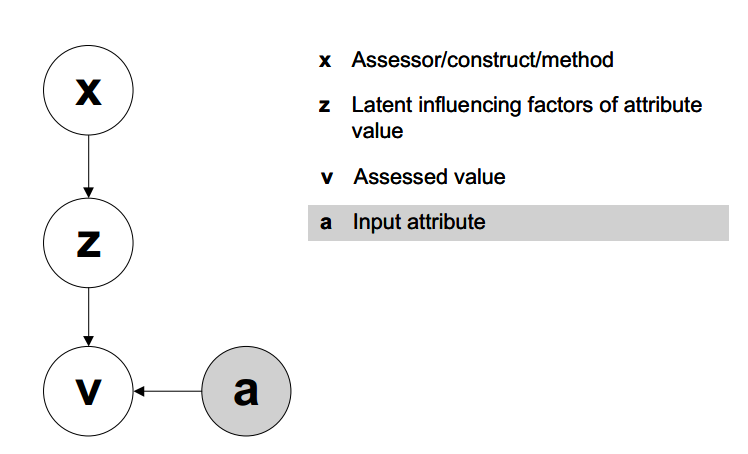 x
x Assessor/construct/method
z Latent influencing factors of attribute
value
v Assessed value
z
a Input attribute
v
a